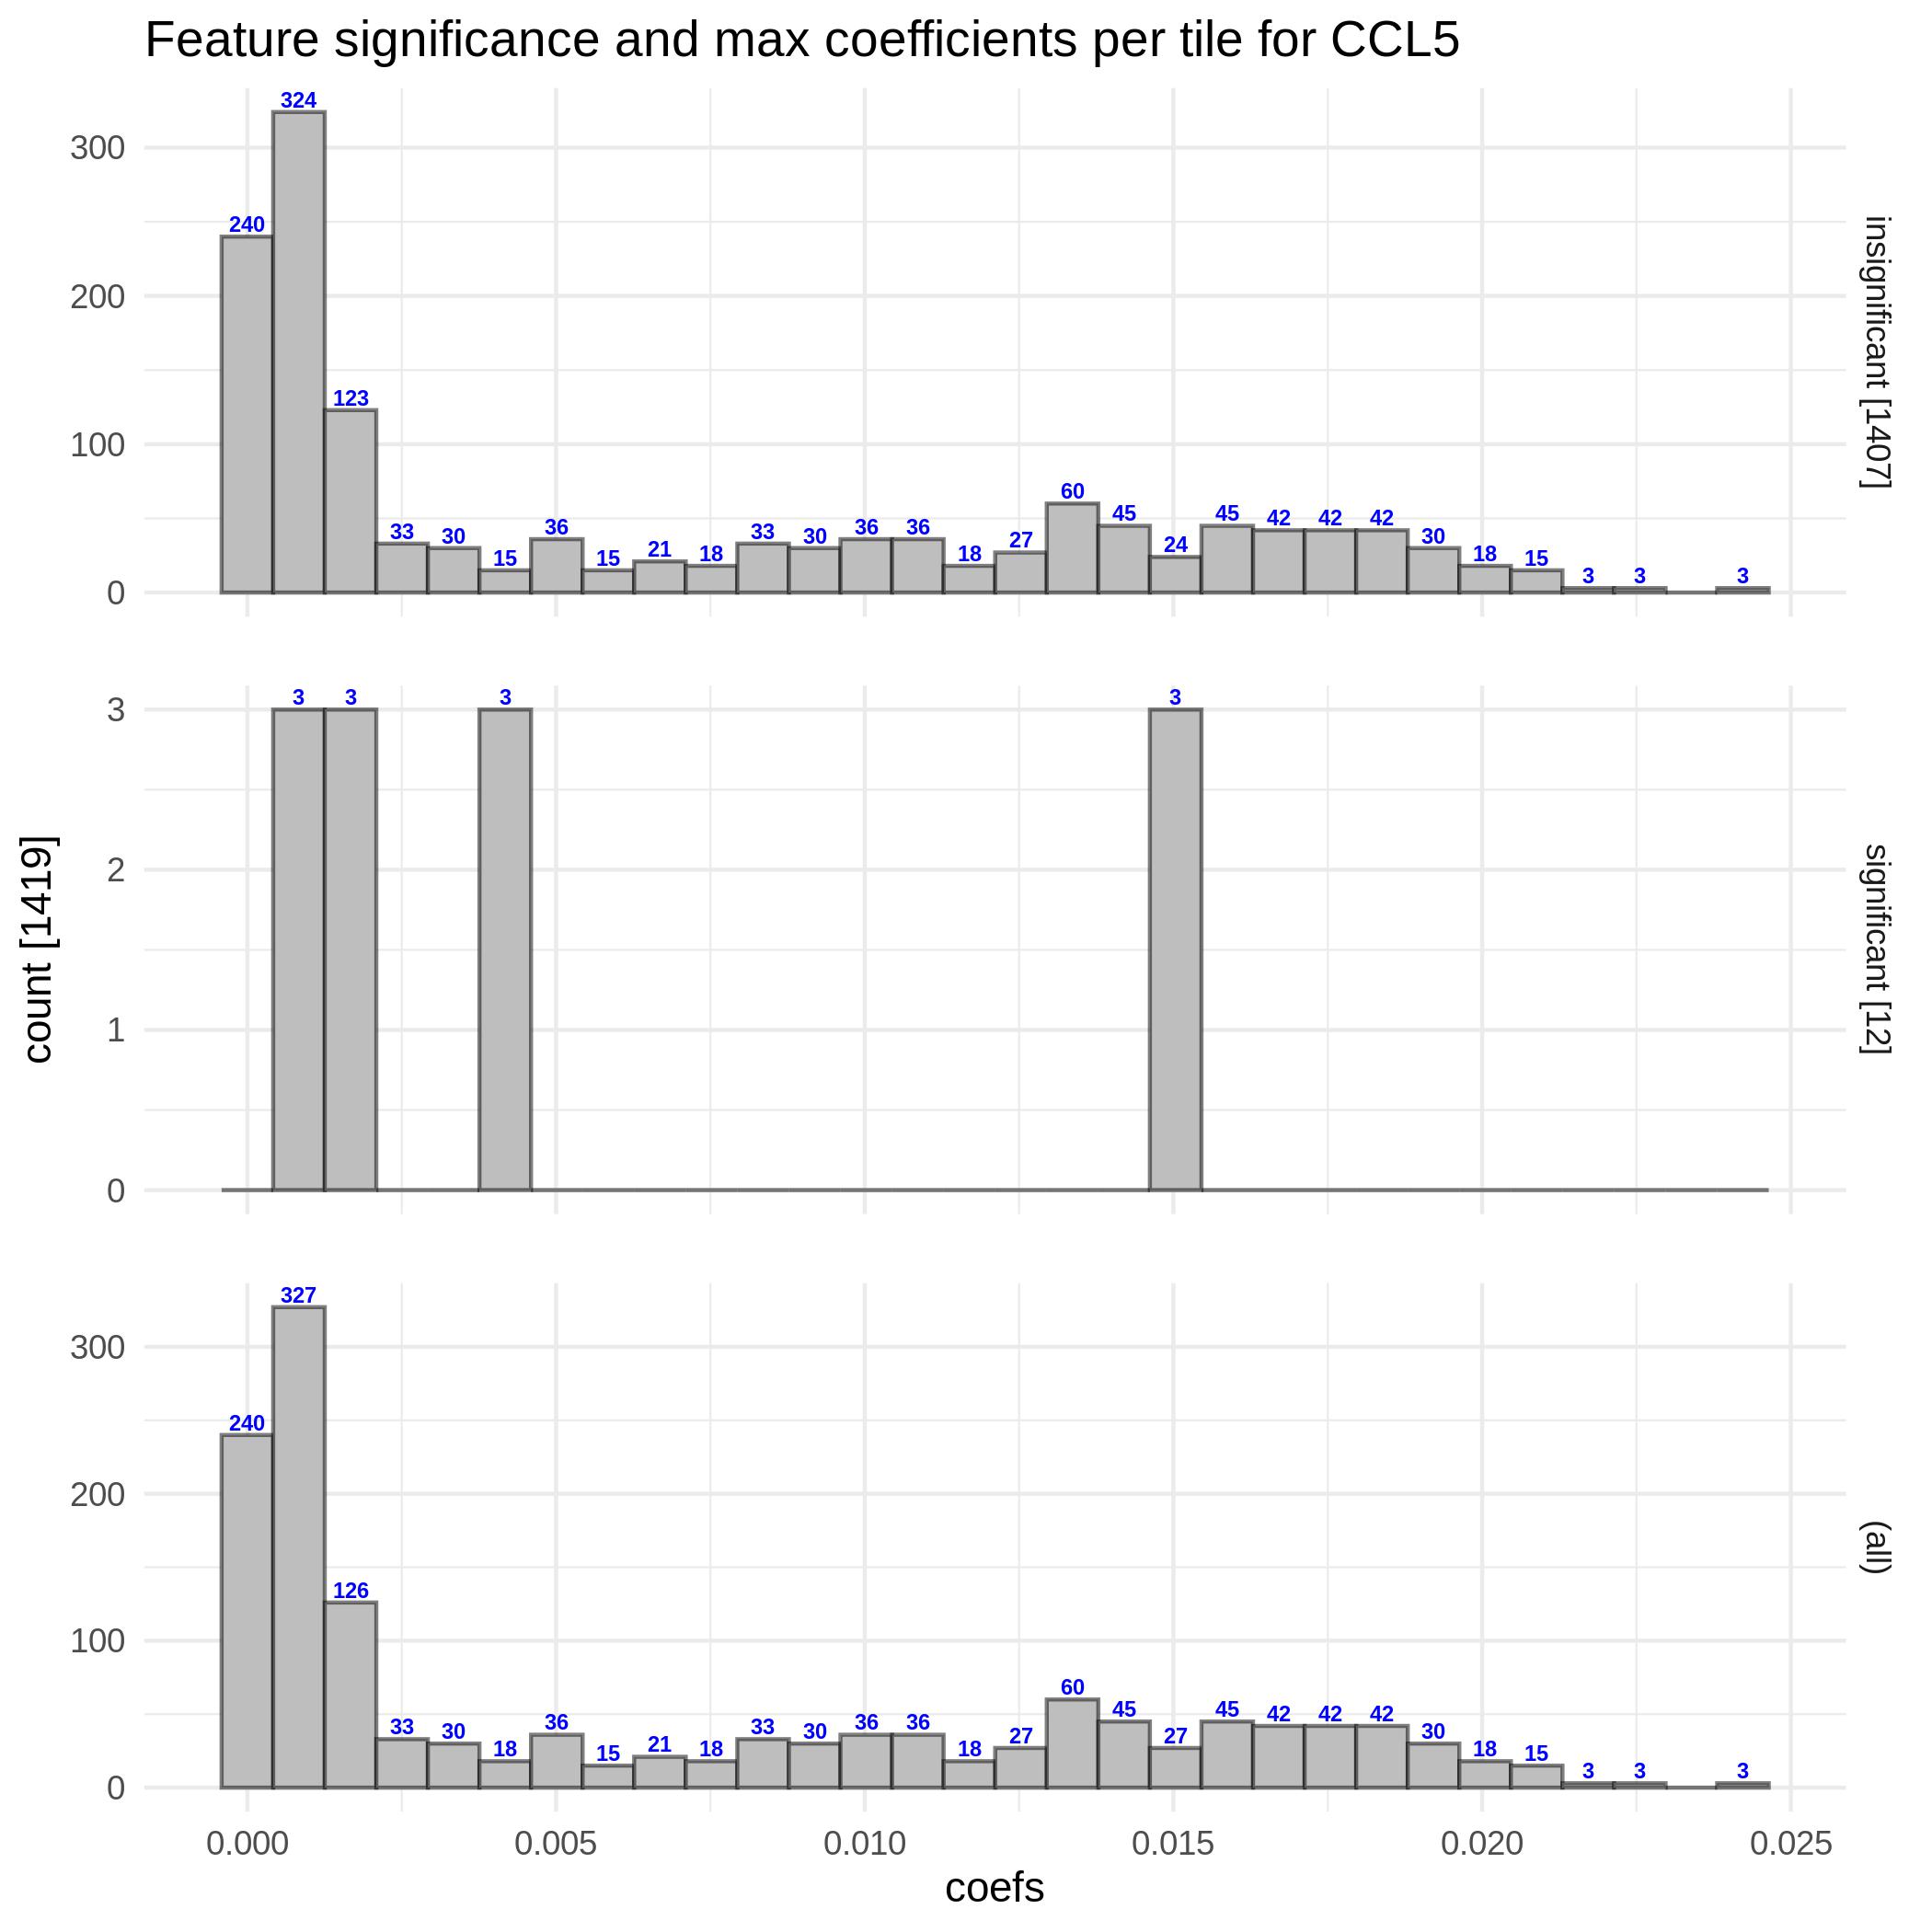 Feature significance and max coefficients per tile for CCL5
324
300
240
200
123
100
33 30 15 36 15 21 18 33 30 36 36 18 27 60 45 24 45 42 42 42 30 18 15 3 3 3
0
insignificant [1407]
3 3 3 3
3
2
1
0
significant [12]
count [1419]
327
300
240
200
126
100
33 30 18 36 15 21 18 33 30 36 36 18 27 60 45 27 45 42 42 42 30 18 15 3 3 3
0
(all)
0.000 0.005 0.010 0.015 0.020 0.025
coefs